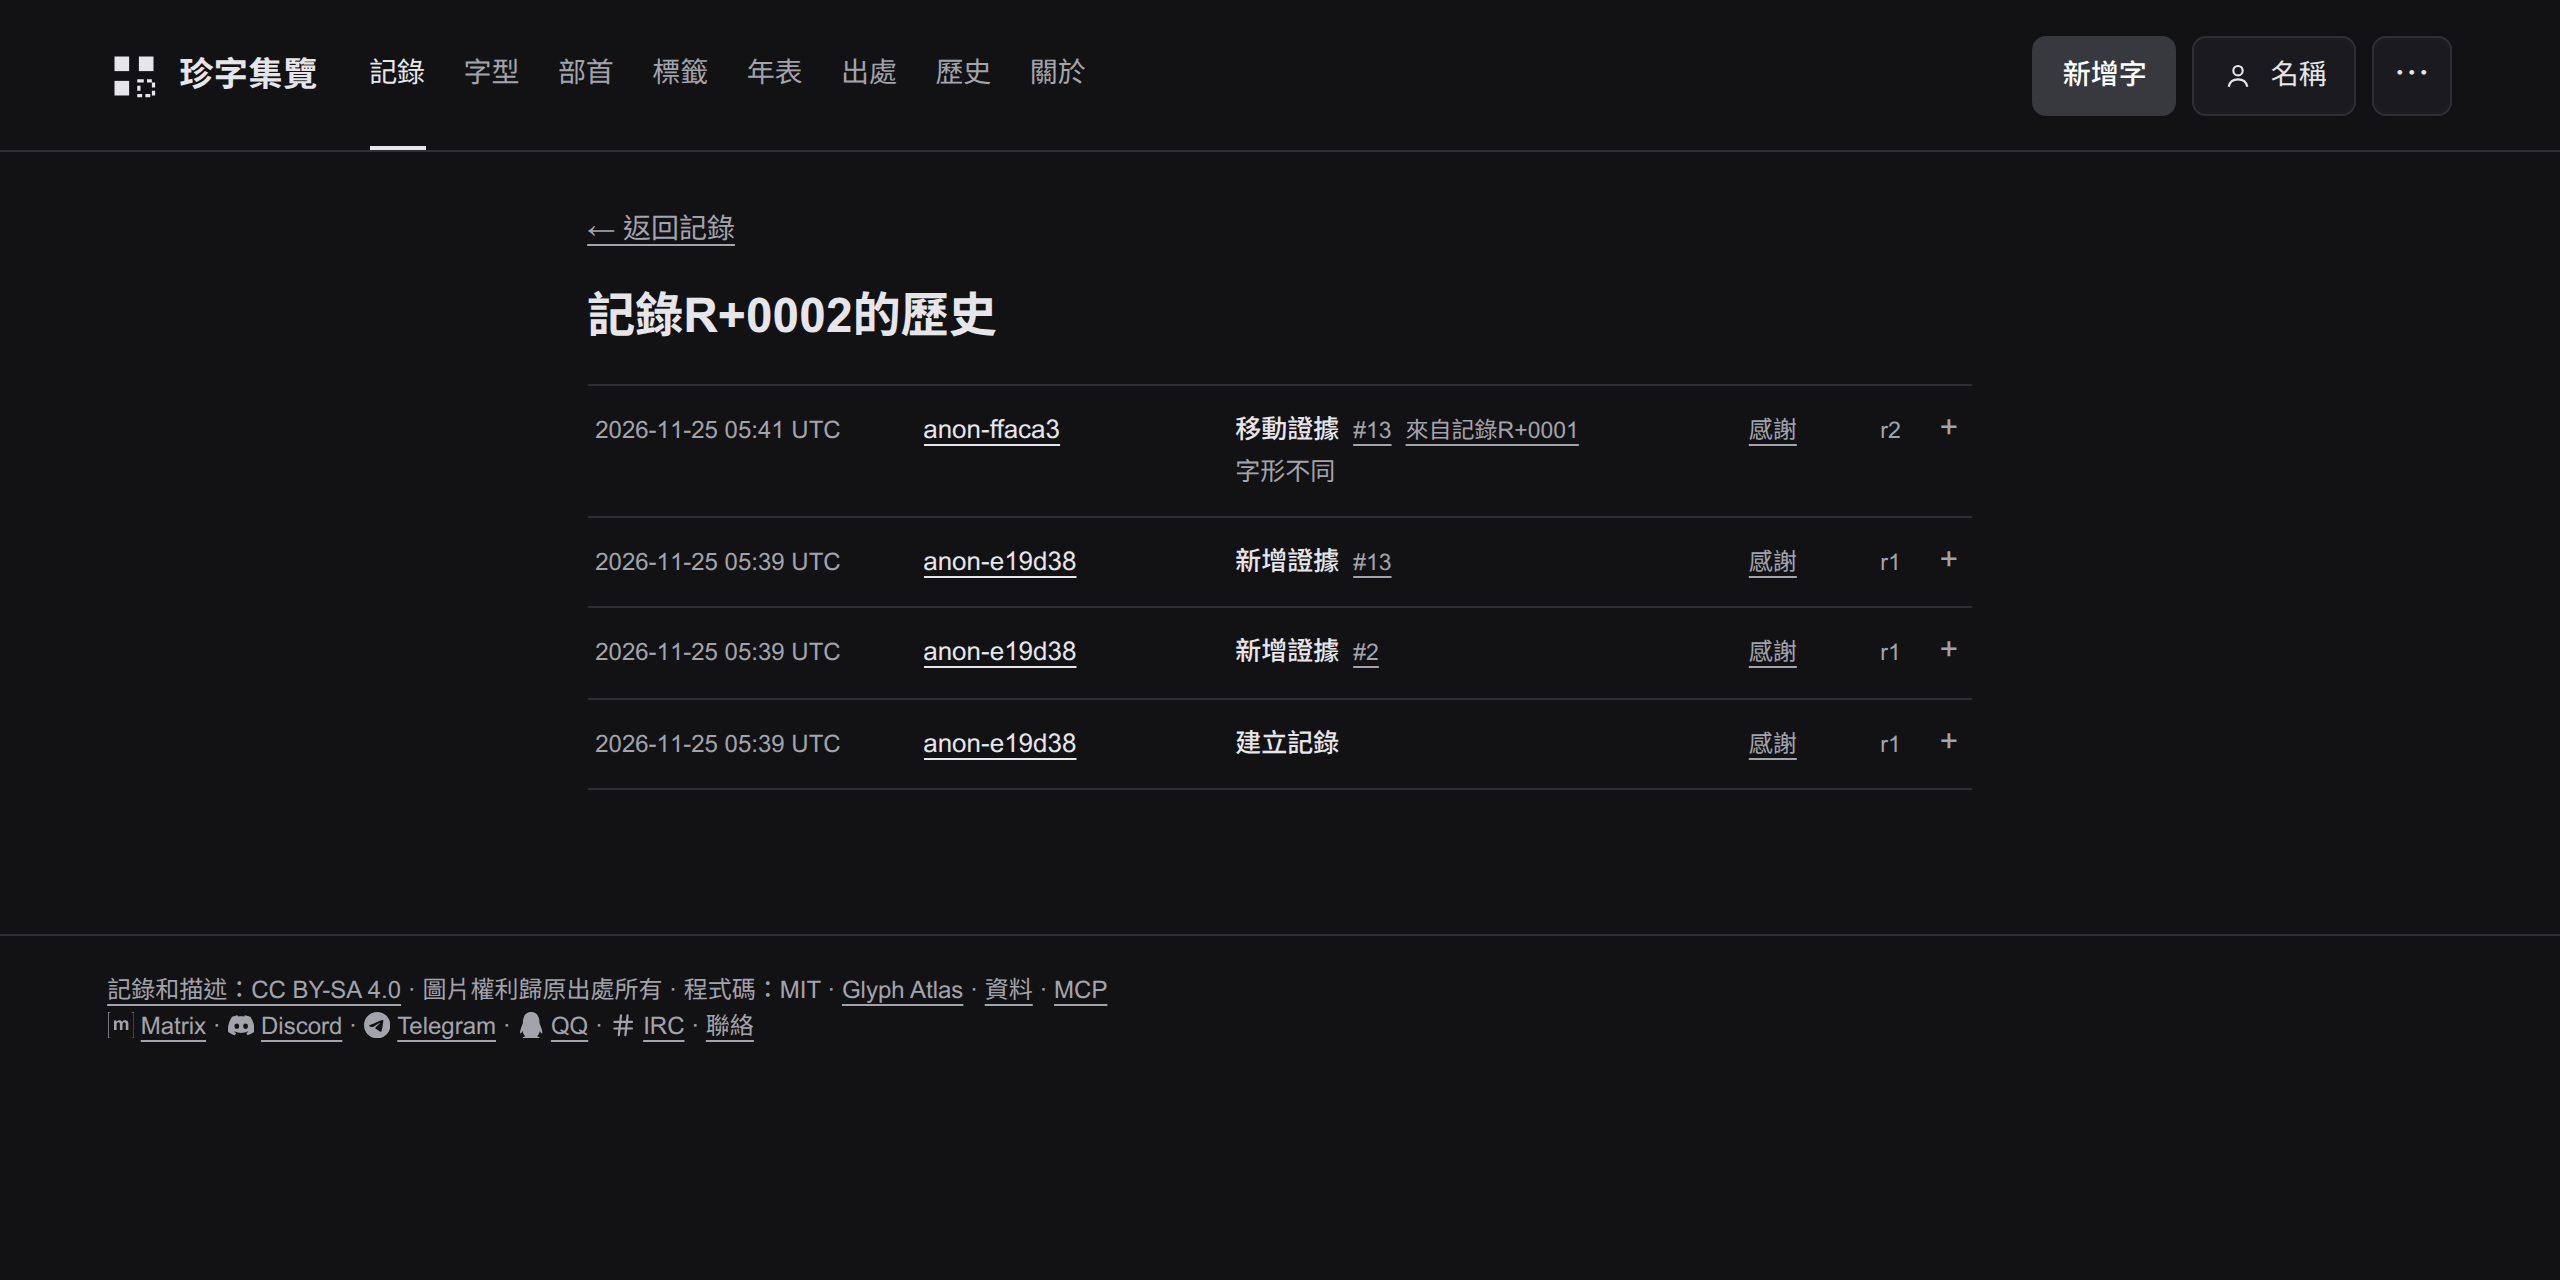 珍字集覽 記錄 字型 部首 標籤 年表 出處 歷史 關於 新增字 名稱 ···
← 返回記錄
記錄R+0002的歷史
2026-11-25 05:41 UTC anon-ffaca3 移動證據 #13 來自記錄R+0001 感謝 r2 +
字形不同
2026-11-25 05:39 UTC anon-e19d38 新增證據 #13 感謝 r1 +
2026-11-25 05:39 UTC anon-e19d38 新增證據 #2 感謝 r1 +
2026-11-25 05:39 UTC anon-e19d38 建立記錄 感謝 r1 +
記錄和描述：CC BY-SA 4.0 · 圖片權利歸原出處所有 · 程式碼：MIT · Glyph Atlas · 資料 · MCP
[m] Matrix · Discord · Telegram · QQ · # IRC · 聯絡